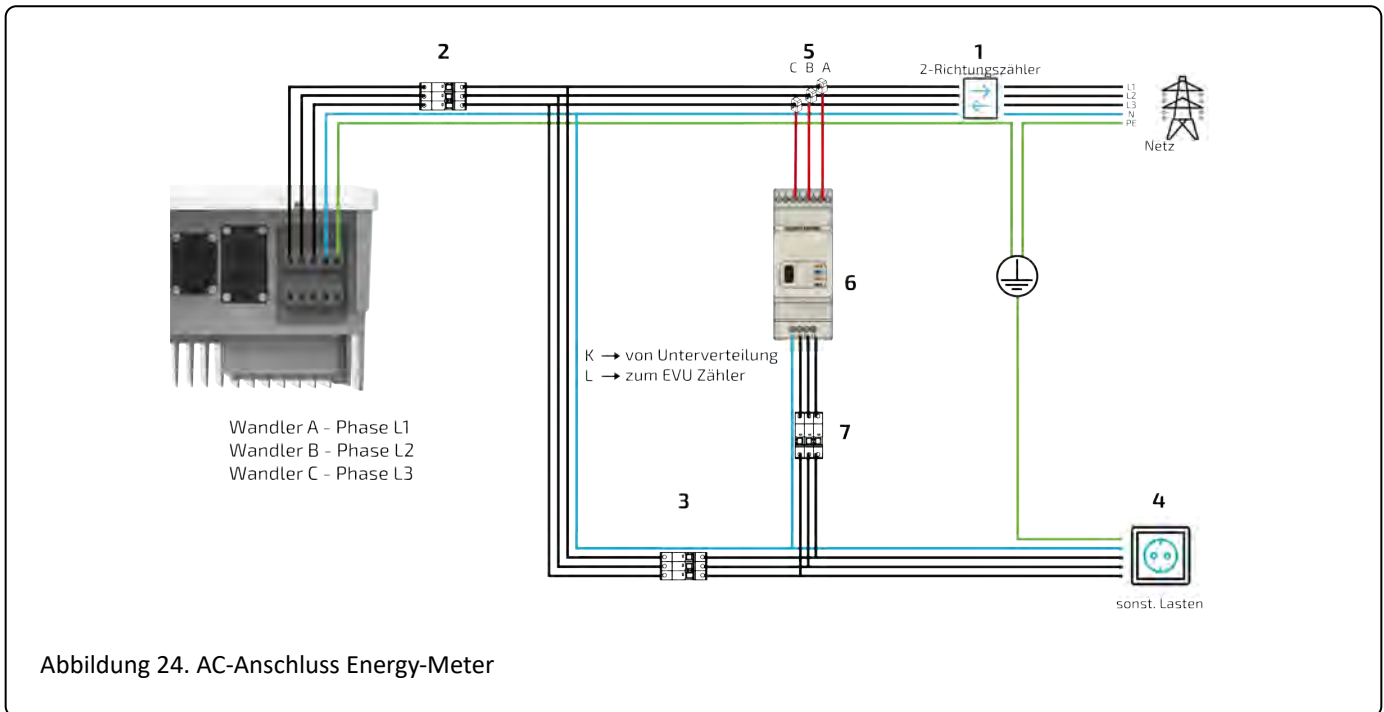 2
5
1
C B A
2-Richtungszähler
L1
L2
L3
N
PE
Netz
6
K → von Unterverteilung
L → zum EVU Zähler
Wandler A - Phase L1
Wandler B - Phase L2
Wandler C - Phase L3
7
3
4
sonst. Lasten
Abbildung 24. AC-Anschluss Energy-Meter